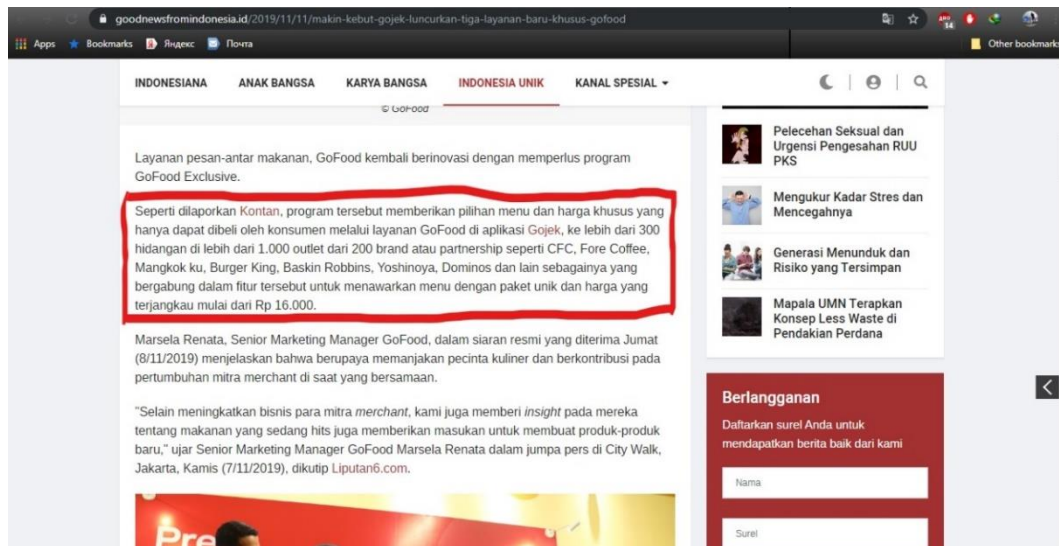 goodnewsfromindonesia.id/2019/11/11/makin-kebut-gojek-luncurkan-tiga-layanan-baru-khusus-gofood
14
Apps Bookmarks Яндекс Почта Other bookmarks
INDONESIANA ANAK BANGSA KARYA BANGSA INDONESIA UNIK KANAL SPESIAL
© GoFood
Layanan pesan-antar makanan, GoFood kembali berinovasi dengan memperlus program
GoFood Exclusive.
Seperti dilaporkan Kontan, program tersebut memberikan pilihan menu dan harga khusus yang
hanya dapat dibeli oleh konsumen melalui layanan GoFood di aplikasi Gojek, ke lebih dari 300
hidangan di lebih dari 1.000 outlet dari 200 brand atau partnership seperti CFC, Fore Coffee,
Mangkok ku, Burger King, Baskin Robbins, Yoshinoya, Dominos dan lain sebagainya yang
bergabung dalam fitur tersebut untuk menawarkan menu dengan paket unik dan harga yang
terjangkau mulai dari Rp 16.000.
Marsela Renata, Senior Marketing Manager GoFood, dalam siaran resmi yang diterima Jumat
(8/11/2019) menjelaskan bahwa berupaya memanjakan pecinta kuliner dan berkontribusi pada
pertumbuhan mitra merchant di saat yang bersamaan.
"Selain meningkatkan bisnis para mitra merchant, kami juga memberi insight pada mereka
tentang makanan yang sedang hits juga memberikan masukan untuk membuat produk-produk
baru," ujar Senior Marketing Manager GoFood Marsela Renata dalam jumpa pers di City Walk,
Jakarta, Kamis (7/11/2019), dikutip Liputan6.com.
Pre
Pelecehan Seksual dan
Urgensi Pengesahan RUU
PKS
Mengukur Kadar Stres dan
Mencegahnya
Generasi Menunduk dan
Risiko yang Tersimpan
Mapala UMN Terapkan
Konsep Less Waste di
Pendakian Perdana
Berlangganan
Daftarkan surel Anda untuk
mendapatkan berita baik dari kami
Nama
Surel